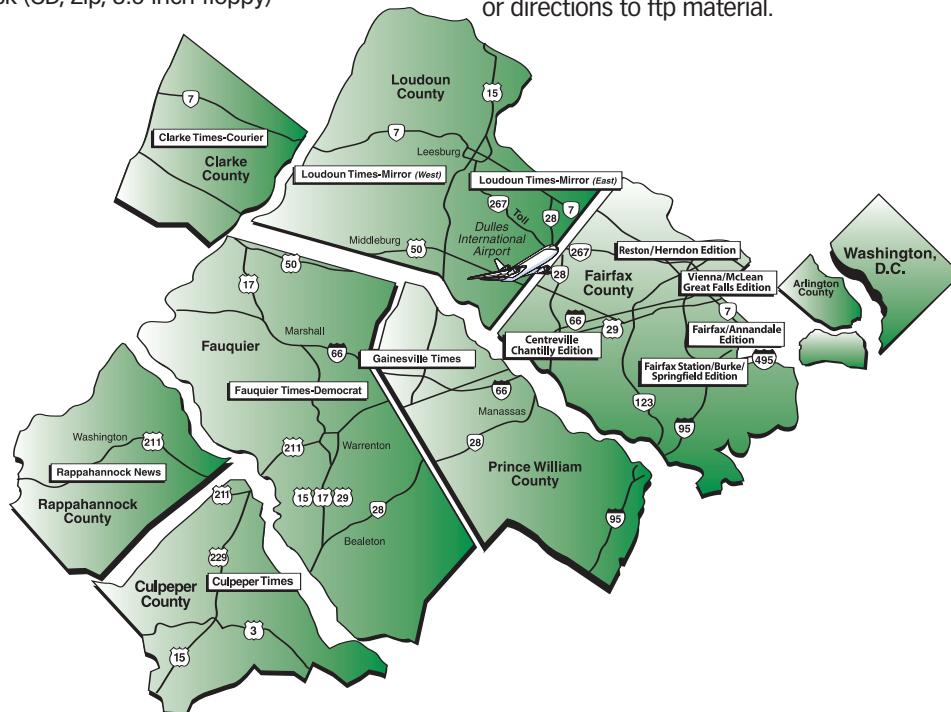 or directions to ftp material.
Loudoun
County
15
7
Clarke Times-Courier
Clarke
County
7
Leesburg
Loudoun Times-Mirror (West)
Loudoun Times-Mirror (East)
267
Toll
28
7
Dulles
International
Airport
Middleburg
50
50
17
267
Reston/Herndon Edition
28
Fairfax
County
Vienna/McLean
Great Falls Edition
Washington,
D.C.
Arlington
County
7
66
29
Centreville
Chantilly Edition
Fairfax/Annandale
Edition
495
Fairfax Station/Burke/
Springfield Edition
123
95
Marshall
Fauquier
66
Gainesville Times
Fauquier Times-Democrat
66
Manassas
Washington
211
Rappahannock News
Rappahannock
County
211
Warrenton
28
Prince William
County
15
17
29
28
95
Bealeton
211
229
Culpeper Times
Culpeper
County
3
15